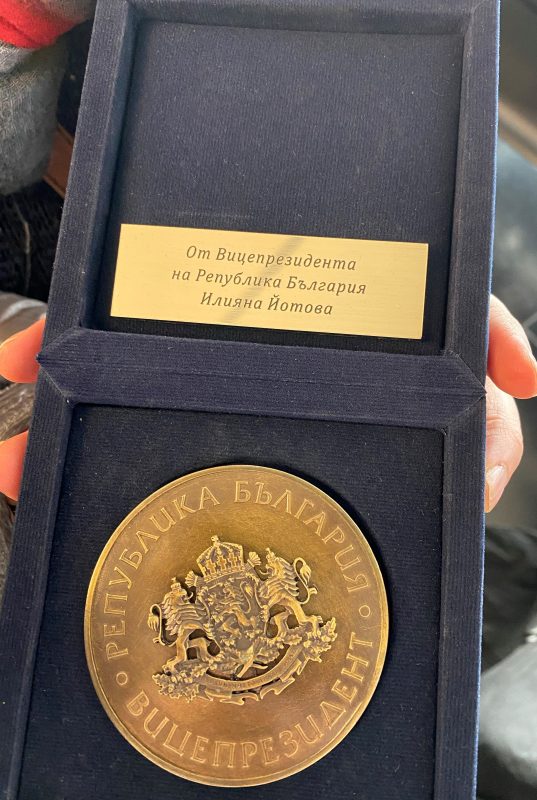 От Вицепрезидента
на Република България
Илияна Йотова
РЕПУБЛИКА БЪЛГАРИЯ
ВИЦЕПРЕЗИДЕНТ